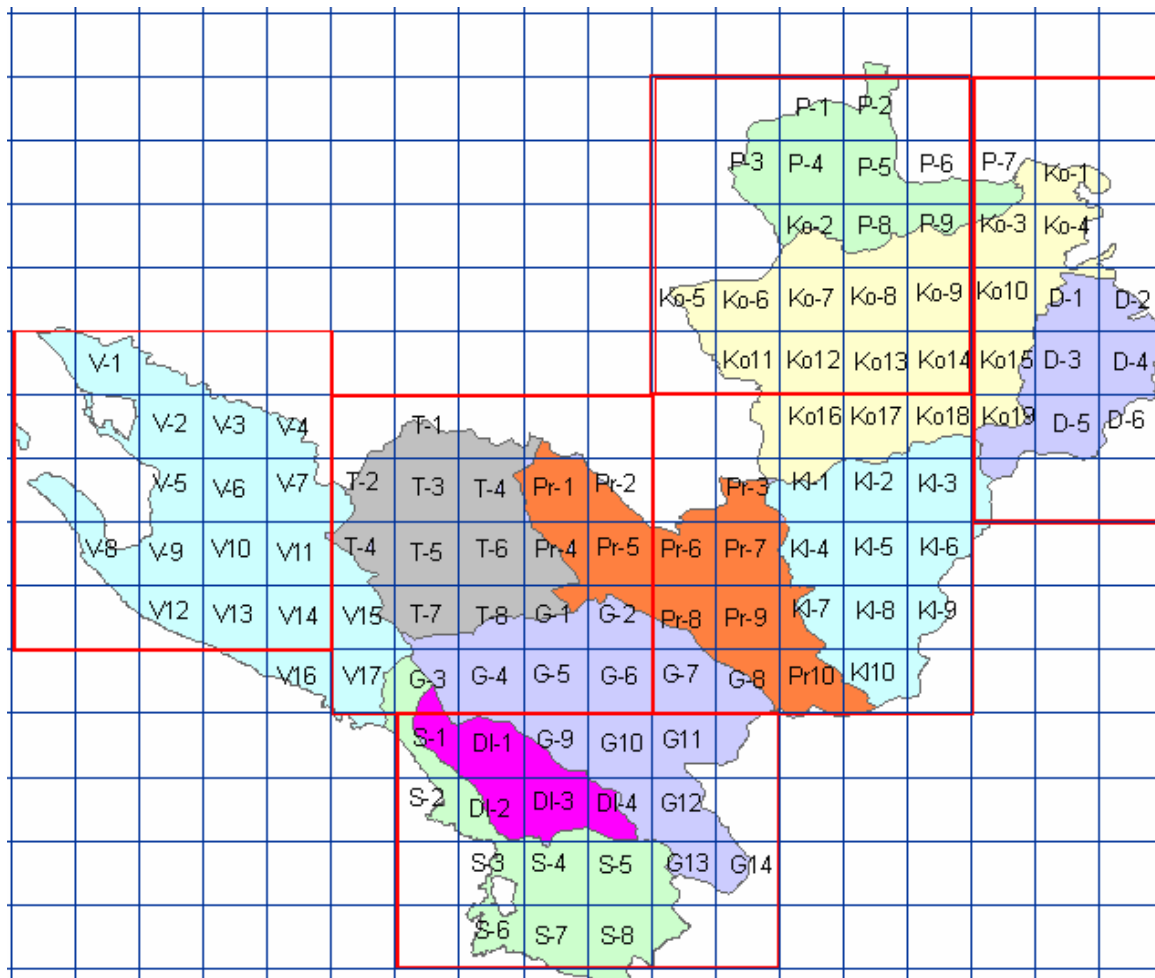 P-1 P-2
P-3 P-4 P-5 P-6 P-7 Ko-1
Ko-2 P-8 P-9 Ko-3 Ko-4
Ko-5 Ko-6 Ko-7 Ko-8 Ko-9 Ko10 D-1 D-2
V-1 Ko11 Ko12 Ko13 Ko14 Ko15 D-3 D-4
V-2 V-3 V-4 T-1 Ko16 Ko17 Ko18 Ko19 D-5 D-6
V-5 V-6 V-7 T-2 T-3 T-4 Pr-1 Pr-2 Pr-3 Kl-1 Kl-2 Kl-3
V-8 V-9 V10 V11 T-4 T-5 T-6 Pr-4 Pr-5 Pr-6 Pr-7 Kl-4 Kl-5 Kl-6
V12 V13 V14 V15 T-7 T-8 G-1 G-2 Pr-8 Pr-9 Kl-7 Kl-8 Kl-9
V16 V17 G-3 G-4 G-5 G-6 G-7 G-8 Pr10 Kl10
S-1 Dl-1 G-9 G10 G11
S-2 Dl-2 Dl-3 Dl-4 G12
S-3 S-4 S-5 G13 G14
S-6 S-7 S-8